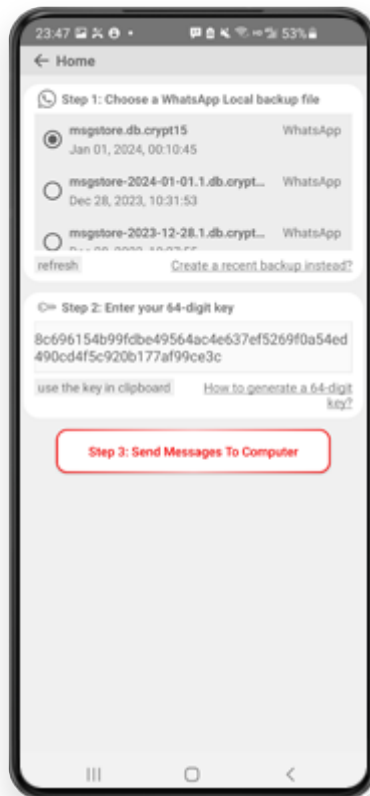 23:47 53%
← Home
Step 1: Choose a WhatsApp Local backup file
msgstore.db.crypt15 WhatsApp
Jan 01, 2024, 00:10:45
msgstore-2024-01-01.1.db.crypt... WhatsApp
Dec 28, 2023, 10:31:53
msgstore-2023-12-28.1.db.crypt... WhatsApp
refresh Create a recent backup instead?
Step 2: Enter your 64-digit key
8c696154b99fdbe49564ac4e637ef5269f0a54ed
490cd4f5c920b177af99ce3c
use the key in clipboard How to generate a 64-digit
key?
Step 3: Send Messages To Computer